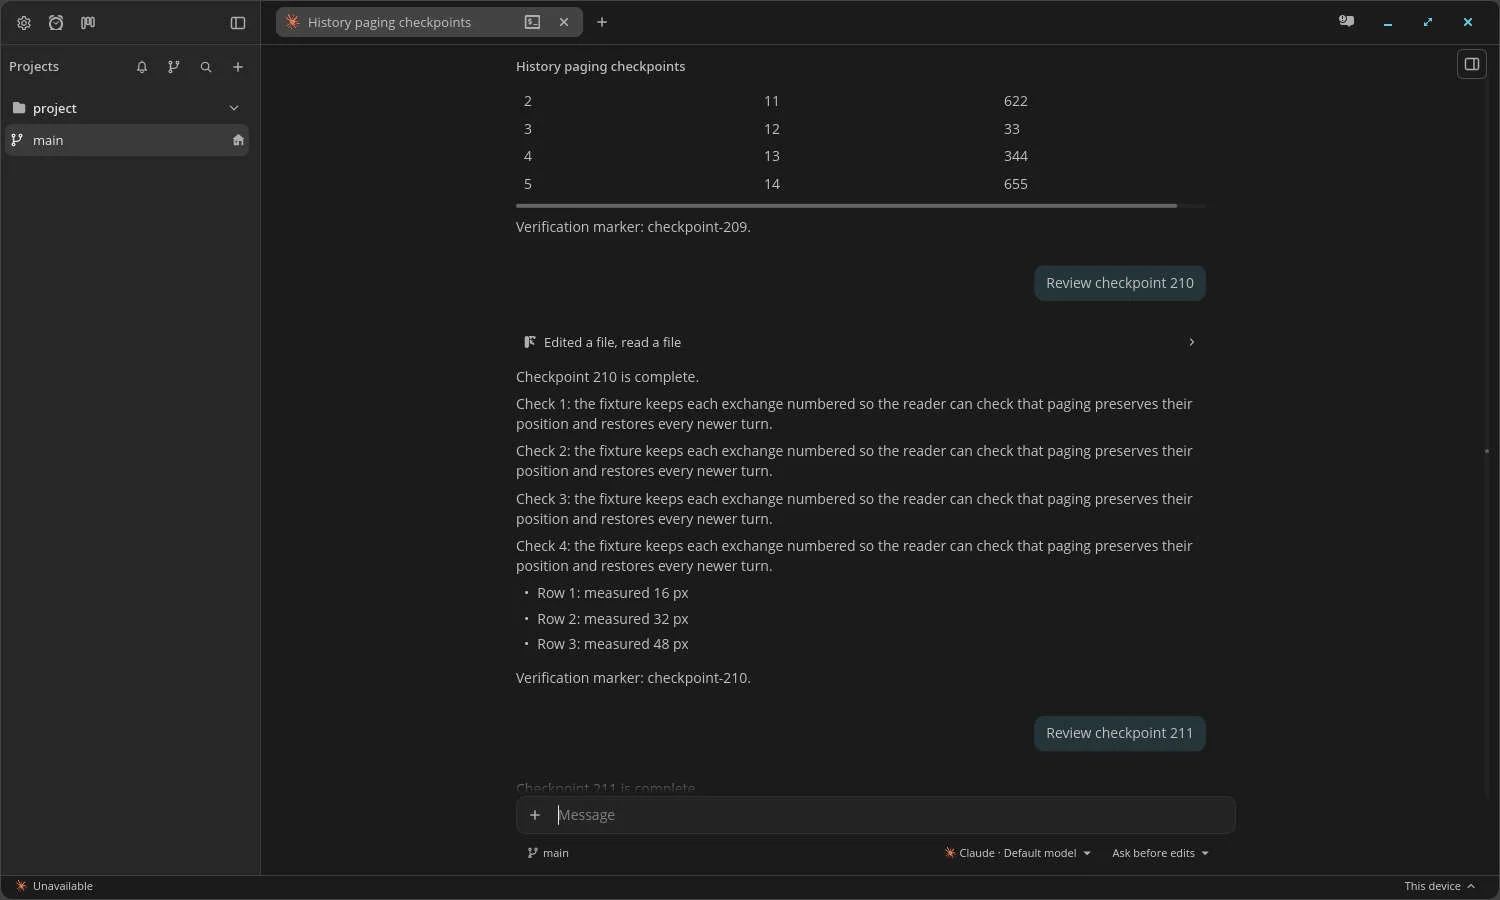 History paging checkpoints
Projects
project
main
History paging checkpoints
2 11 622
3 12 33
4 13 344
5 14 655
Verification marker: checkpoint-209.
Review checkpoint 210
Edited a file, read a file
Checkpoint 210 is complete.
Check 1: the fixture keeps each exchange numbered so the reader can check that paging preserves their
position and restores every newer turn.
Check 2: the fixture keeps each exchange numbered so the reader can check that paging preserves their
position and restores every newer turn.
Check 3: the fixture keeps each exchange numbered so the reader can check that paging preserves their
position and restores every newer turn.
Check 4: the fixture keeps each exchange numbered so the reader can check that paging preserves their
position and restores every newer turn.
• Row 1: measured 16 px
• Row 2: measured 32 px
• Row 3: measured 48 px
Verification marker: checkpoint-210.
Review checkpoint 211
Checkpoint 211 is complete.
Message
main
Claude · Default model
Ask before edits
Unavailable
This device